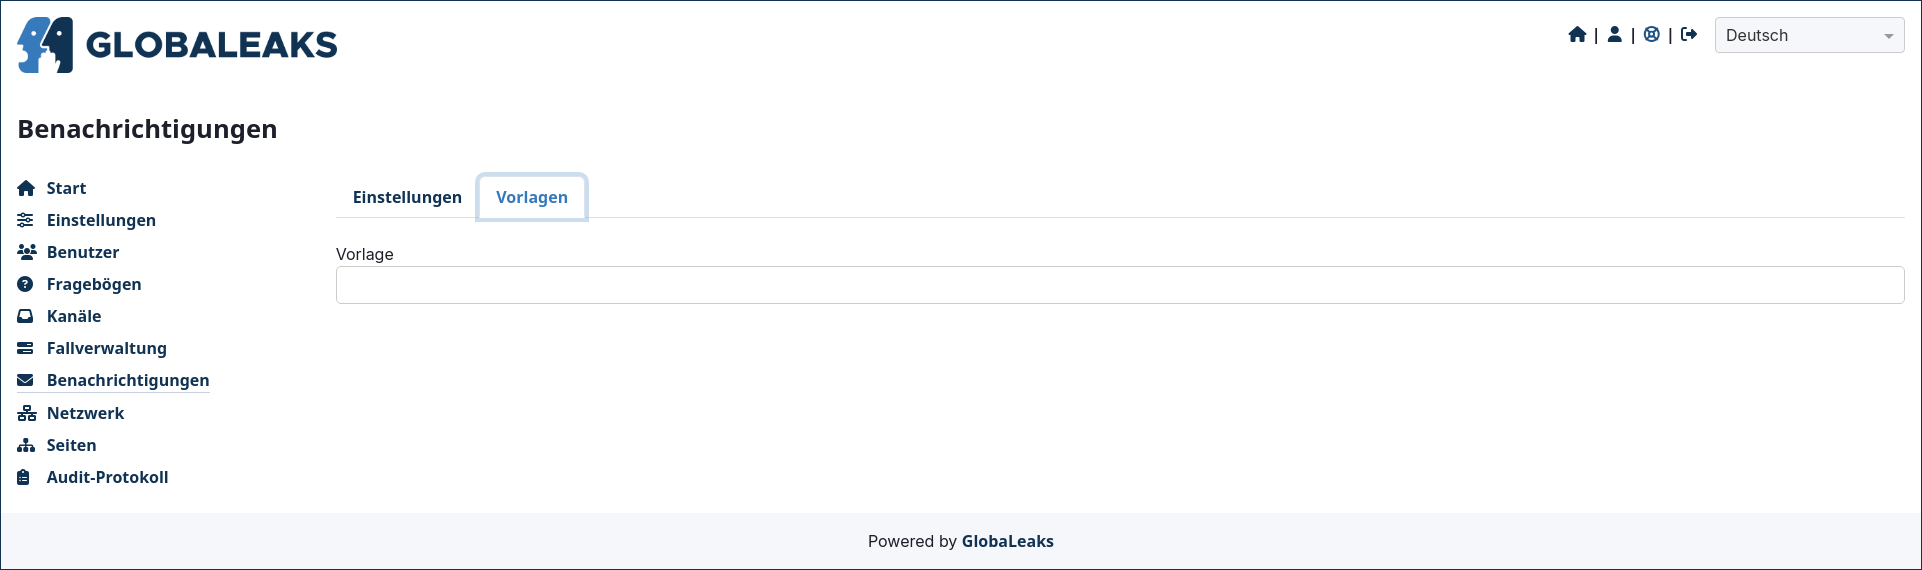 GLOBALEAKS
| | |
Deutsch
Benachrichtigungen
Start
Einstellungen
Benutzer
Fragebögen
Kanäle
Fallverwaltung
Benachrichtigungen
Netzwerk
Seiten
Audit-Protokoll
Einstellungen
Vorlagen
Vorlage
Powered by GlobaLeaks